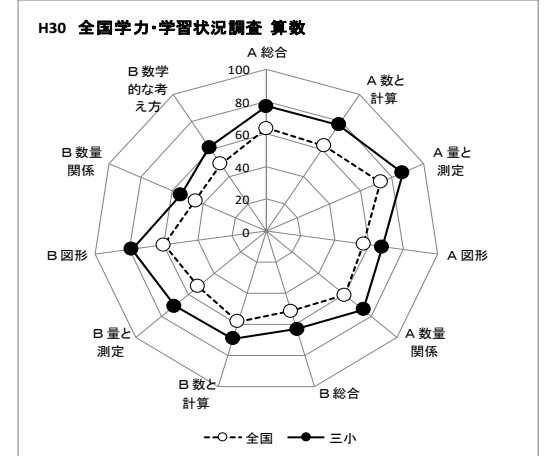 H30 全国学力・学習状況調査 算数
A 総合
A 数と
計算
A 量と
測定
A 図形
A 数量
関係
B 総合
B 数と
計算
B 量と
測定
B 図形
B 数量
関係
B 数学
的な考
え方
100
80
60
40
20
0
全国
三小